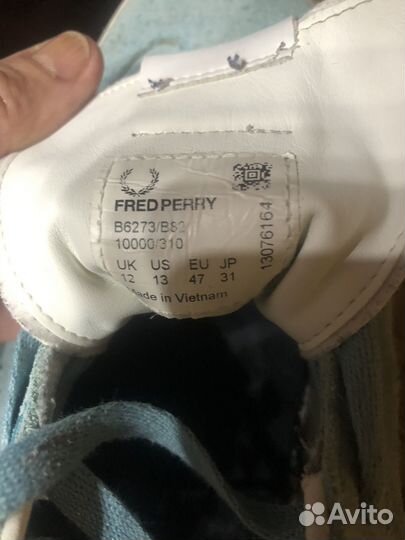 FRED PERRY
B6273/B82
10000/310
UK US EU JP
12 13 47 31
Made in Vietnam
13076164
Avito